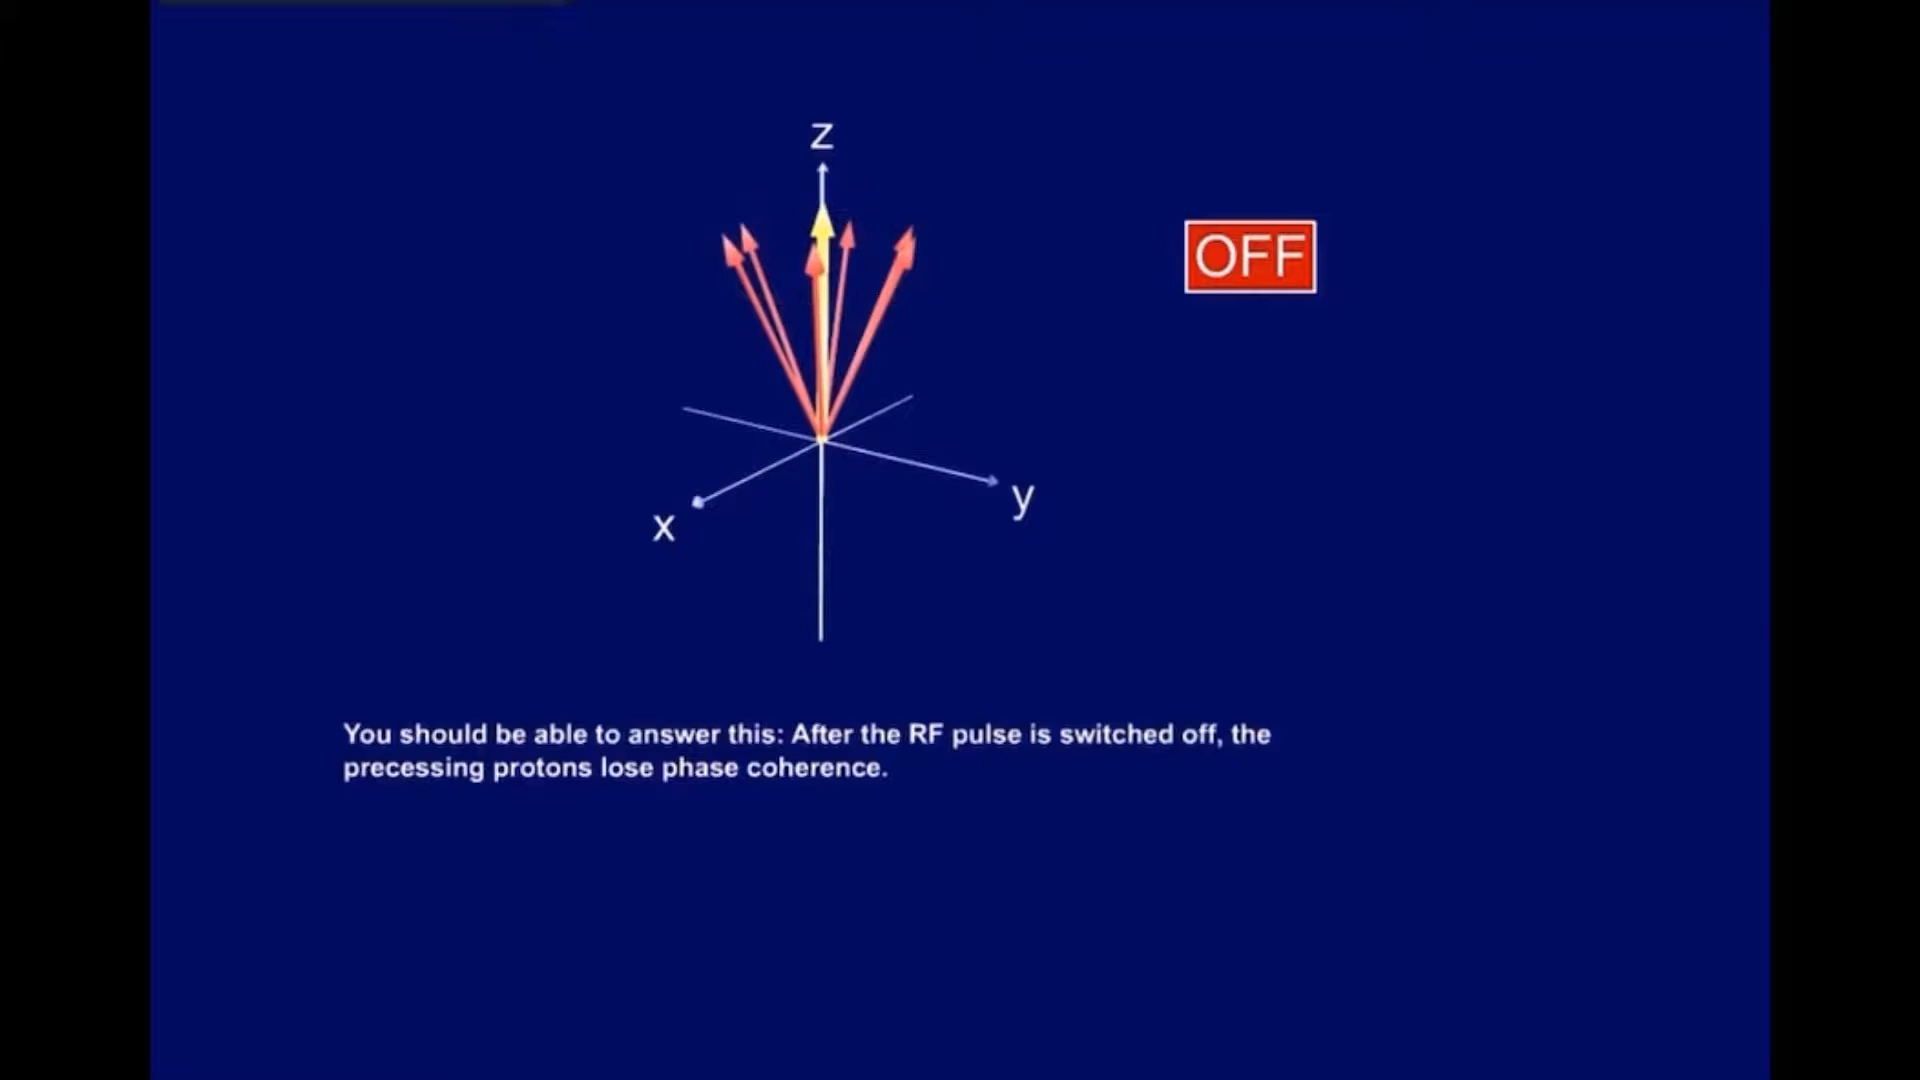 z
OFF
y
x
You should be able to answer this: After the RF pulse is switched off, the
precessing protons lose phase coherence.